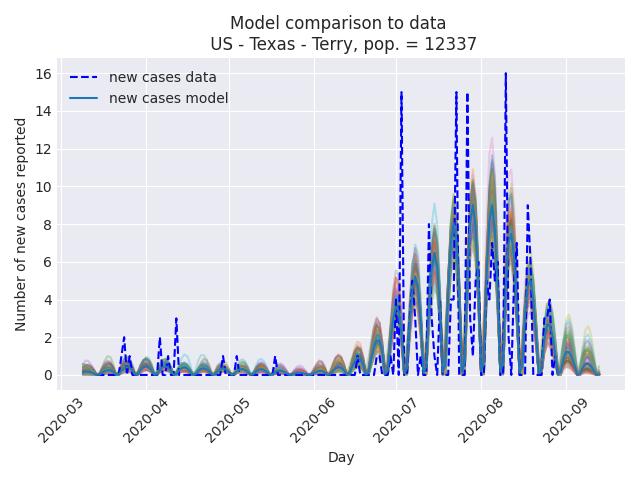 Model comparison to data
US - Texas - Terry, pop. = 12337
new cases data
new cases model
Number of new cases reported
16
14
12
10
8
6
4
2
0
2020-03
2020-04
2020-05
2020-06
2020-07
2020-08
2020-09
Day